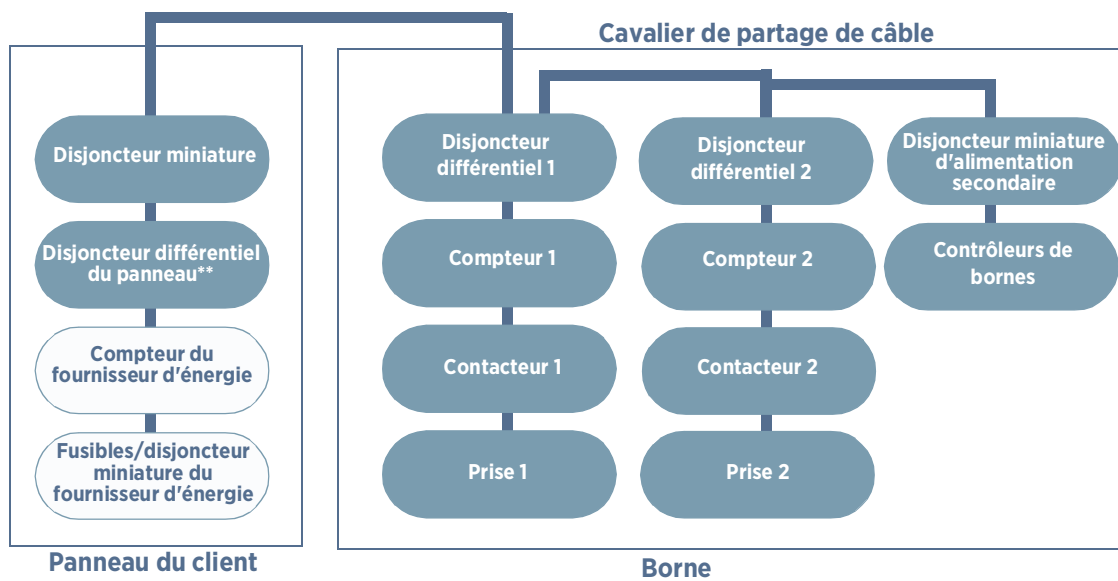 Cavalier de partage de câble
Disjoncteur miniature
Disjoncteur différentiel
du panneau**
Compteur du
fournisseur d'énergie
Fusibles/disjoncteur
miniature du
fournisseur d'énergie
Panneau du client
Disjoncteur
différentiel 1
Compteur 1
Contacteur 1
Prise 1
Disjoncteur
différentiel 2
Compteur 2
Contacteur 2
Prise 2
Disjoncteur miniature
d'alimentation
secondaire
Contrôleurs de
bornes
Borne